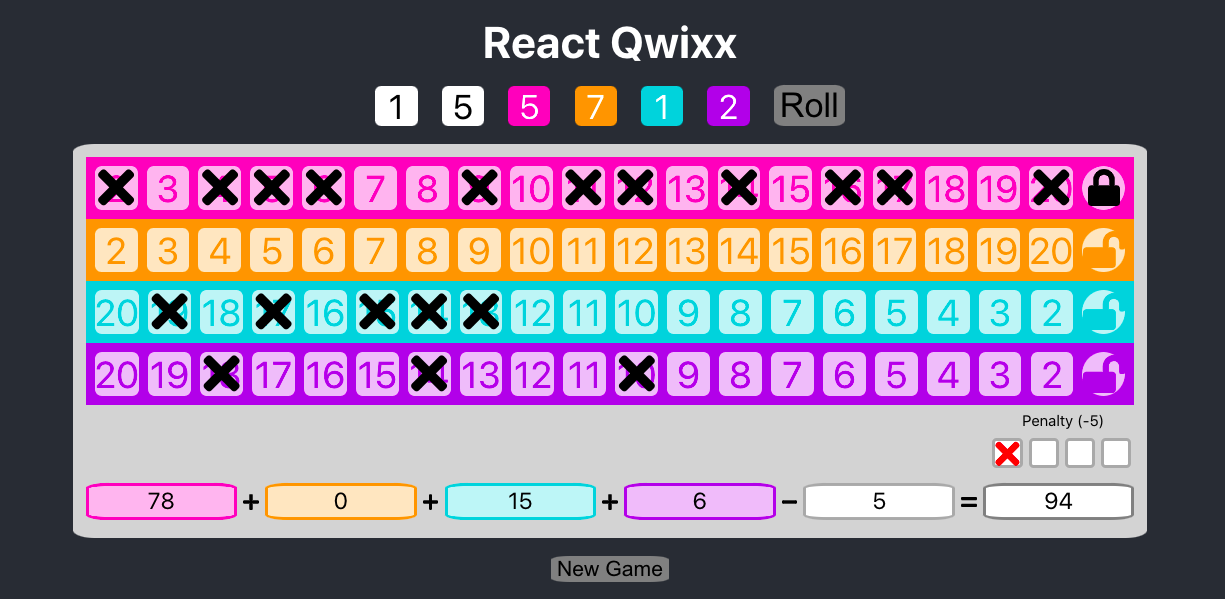 React Qwixx
1 5 5 7 1 2 Roll
3 7 8 10 13 15 18 19
2 3 4 5 6 7 8 9 10 11 12 13 14 15 16 17 18 19 20
20 18 16 12 11 10 9 8 7 6 5 4 3 2
20 19 17 16 15 13 12 11 9 8 7 6 5 4 3 2
Penalty (-5)
78 + 0 + 15 + 6 − 5 = 94
New Game